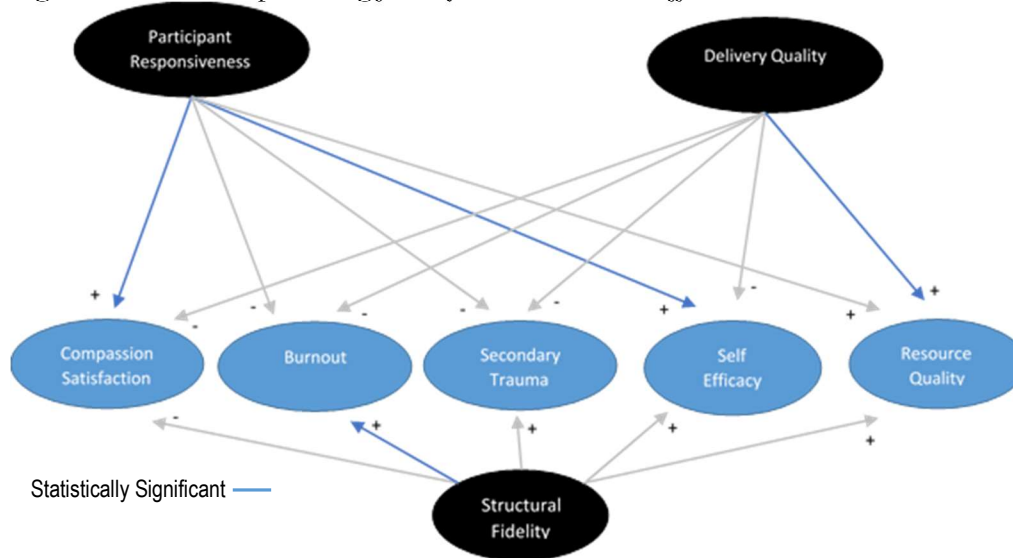 Participant
Responsiveness
Delivery Quality
+
-
-
-
-
-
+
-
+
+
Compassion
Satisfaction
Burnout
Secondary
Trauma
Self
Efficacy
Resource
Quality
-
+
+
+
+
Statistically Significant
Structural
Fidelity